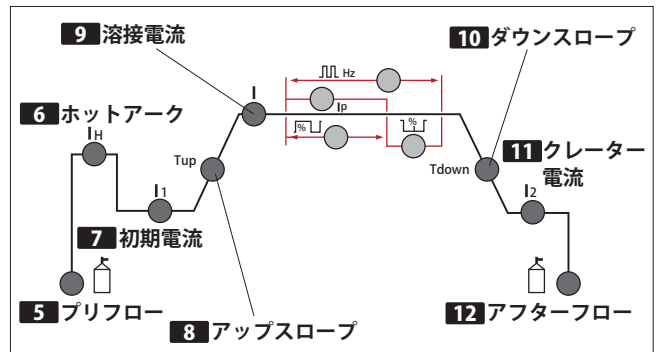 9 溶接電流
10 ダウンスロープ
Hz
I
6 ホットアーク
IP
IH
%
%
Tup
Tdown
11 クレーター
電流
I1
I2
7 初期電流
5 プリフロー
12 アフターフロー
8 アップスロープ